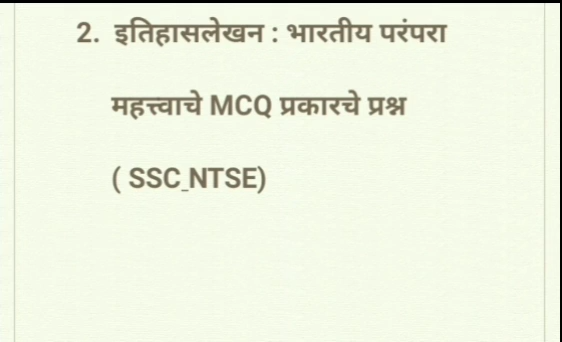 2. इतिहासलेखन : भारतीय परंपरा
महत्त्वाचे MCQ प्रकारचे प्रश्न
( SSC_NTSE)